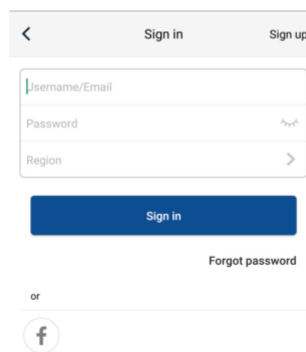 Sign in Sign up
Username/Email
Password
Region
Sign in
Forgot password
or
f